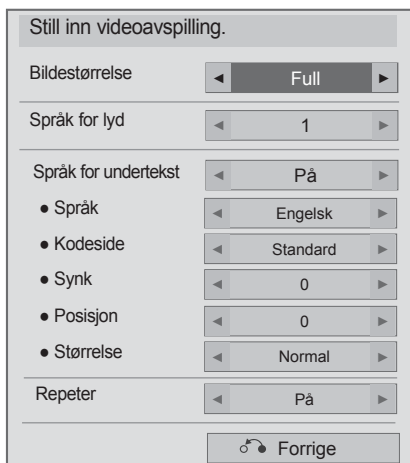 Still inn videoavspilling.
Bildestørrelse ◄ Full ►
Språk for lyd ◄ 1 ►
Språk for undertekst ◄ På ►
● Språk ◄ Engelsk ►
● Kodeside ◄ Standard ►
● Synk ◄ 0 ►
● Posisjon ◄ 0 ►
● Størrelse ◄ Normal ►
Repeter ◄ På ►
Forrige